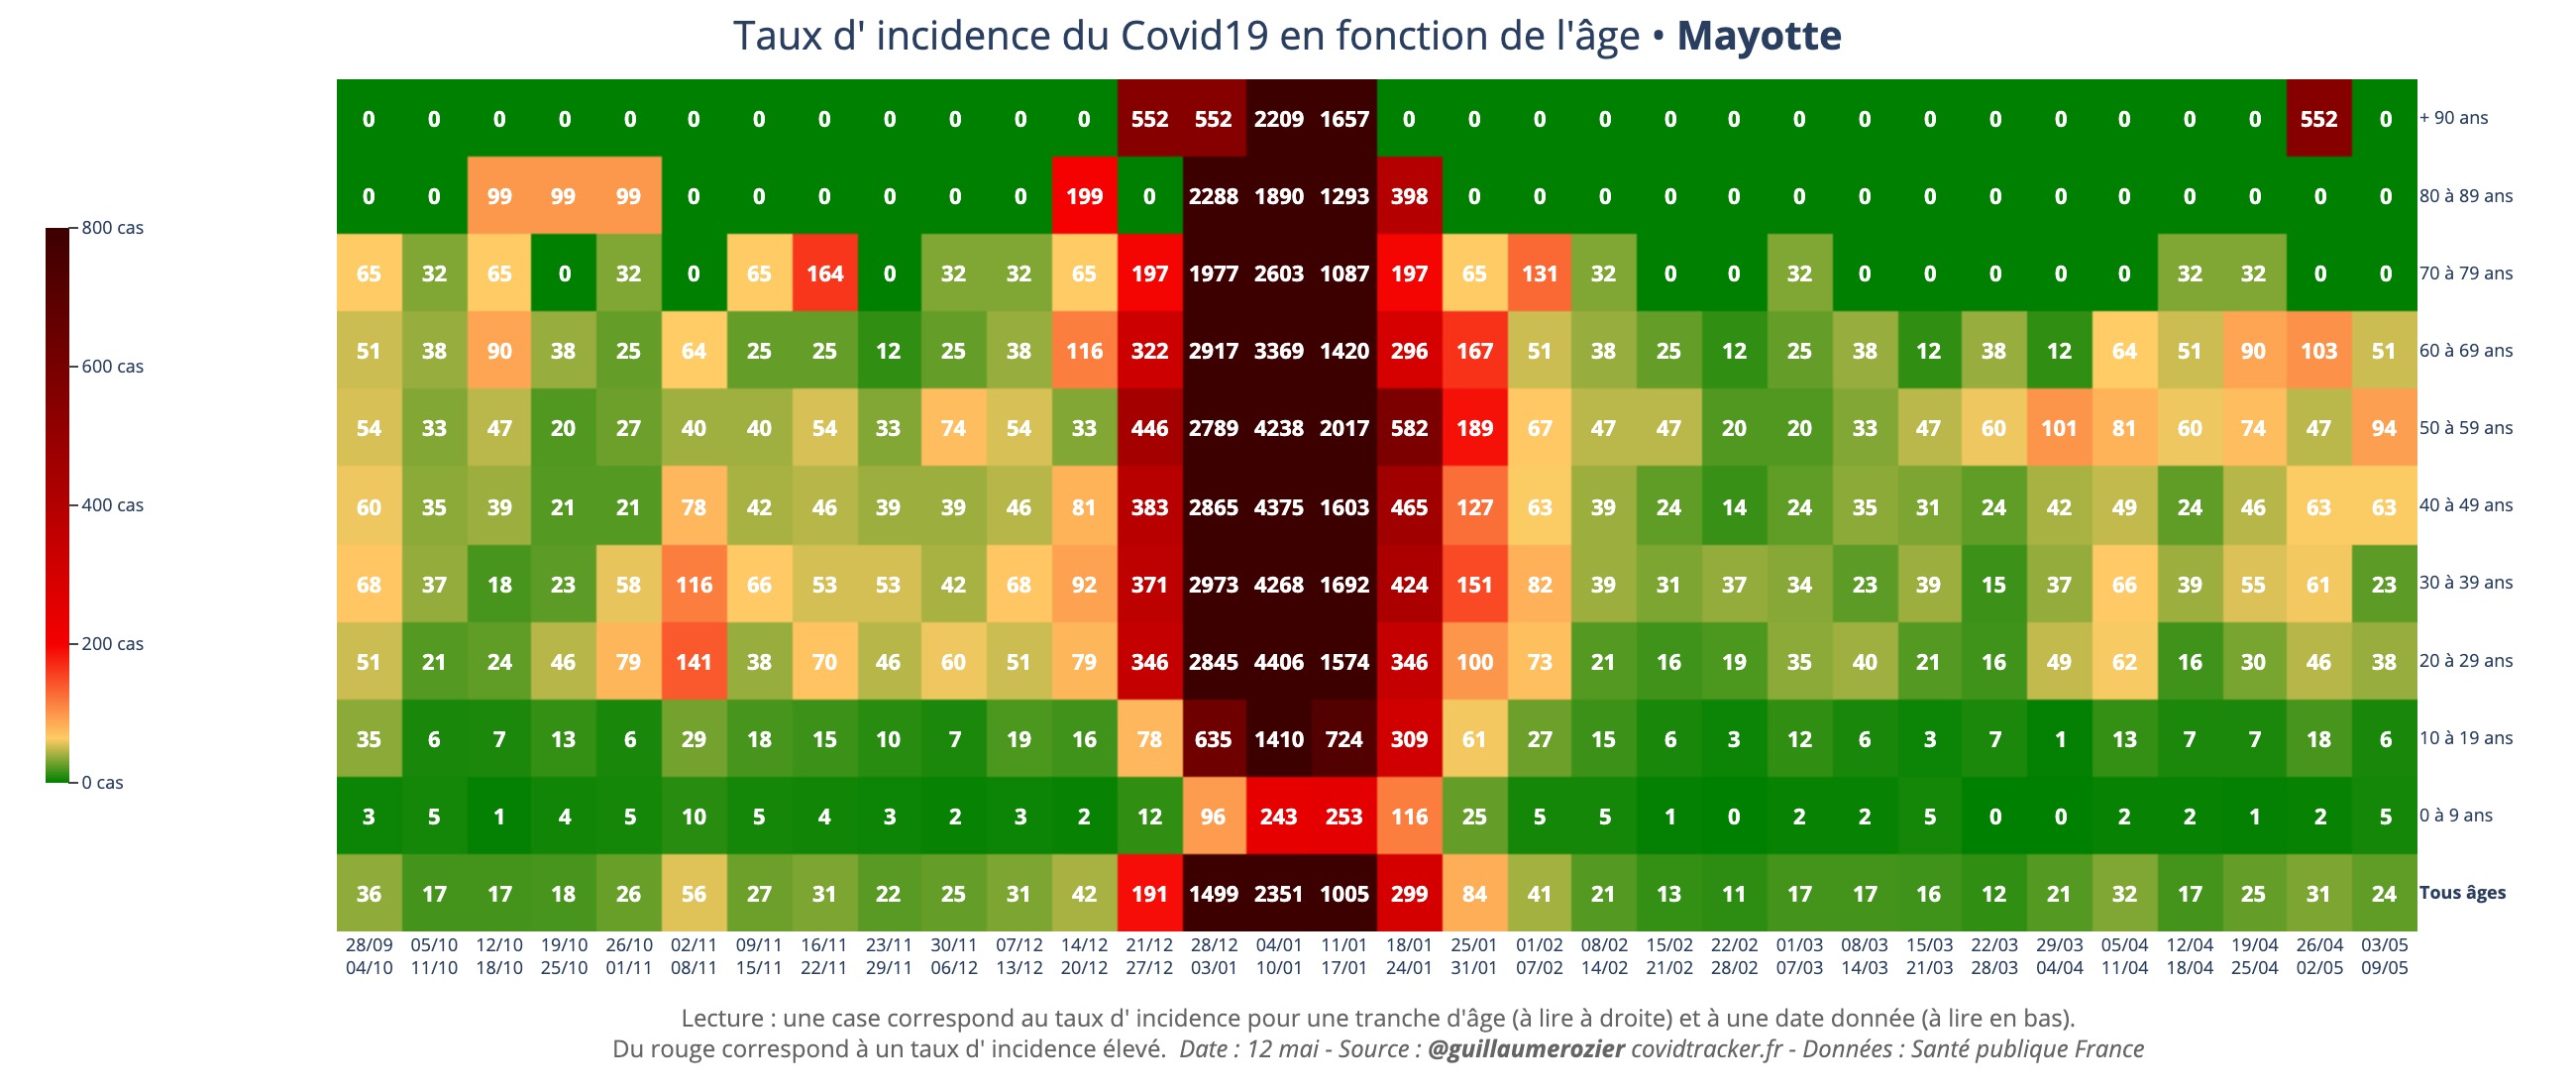 Taux d' incidence du Covid19 en fonction de l'âge • Mayotte
800 cas
600 cas
400 cas
200 cas
0 cas
0 0 0 0 0 0 0 0 0 0 0 0 552 552 2209 1657 0 0 0 0 0 0 0 0 0 0 0 0 0 0 552 0 + 90 ans
0 0 99 99 99 0 0 0 0 0 0 199 0 2288 1890 1293 398 0 0 0 0 0 0 0 0 0 0 0 0 0 0 0 80 à 89 ans
65 32 65 0 32 0 65 164 0 32 32 65 197 1977 2603 1087 197 65 131 32 0 0 32 0 0 0 0 0 32 32 0 0 70 à 79 ans
51 38 90 38 25 64 25 25 12 25 38 116 322 2917 3369 1420 296 167 51 38 25 12 25 38 12 38 12 64 51 90 103 51 60 à 69 ans
54 33 47 20 27 40 40 54 33 74 54 33 446 2789 4238 2017 582 189 67 47 47 20 20 33 47 60 101 81 60 74 47 94 50 à 59 ans
60 35 39 21 21 78 42 46 39 39 46 81 383 2865 4375 1603 465 127 63 39 24 14 24 35 31 24 42 49 24 46 63 63 40 à 49 ans
68 37 18 23 58 116 66 53 53 42 68 92 371 2973 4268 1692 424 151 82 39 31 37 34 23 39 15 37 66 39 55 61 23 30 à 39 ans
51 21 24 46 79 141 38 70 46 60 51 79 346 2845 4406 1574 346 100 73 21 16 19 35 40 21 16 49 62 16 30 46 38 20 à 29 ans
35 6 7 13 6 29 18 15 10 7 19 16 78 635 1410 724 309 61 27 15 6 3 12 6 3 7 1 13 7 7 18 6 10 à 19 ans
3 5 1 4 5 10 5 4 3 2 3 2 12 96 243 253 116 25 5 5 1 0 2 2 5 0 0 2 2 1 2 5 0 à 9 ans
36 17 17 18 26 56 27 31 22 25 31 42 191 1499 2351 1005 299 84 41 21 13 11 17 17 16 12 21 32 17 25 31 24 Tous âges
28/09 05/10 12/10 19/10 26/10 02/11 09/11 16/11 23/11 30/11 07/12 14/12 21/12 28/12 04/01 11/01 18/01 25/01 01/02 08/02 15/02 22/02 01/03 08/03 15/03 22/03 29/03 05/04 12/04 19/04 26/04 03/05
04/10 11/10 18/10 25/10 01/11 08/11 15/11 22/11 29/11 06/12 13/12 20/12 27/12 03/01 10/01 17/01 24/01 31/01 07/02 14/02 21/02 28/02 07/03 14/03 21/03 28/03 04/04 11/04 18/04 25/04 02/05 09/05
Lecture : une case correspond au taux d' incidence pour une tranche d'âge (à lire à droite) et à une date donnée (à lire en bas).
Du rouge correspond à un taux d' incidence élevé. Date : 12 mai - Source : @guillaumerozier covidtracker.fr - Données : Santé publique France